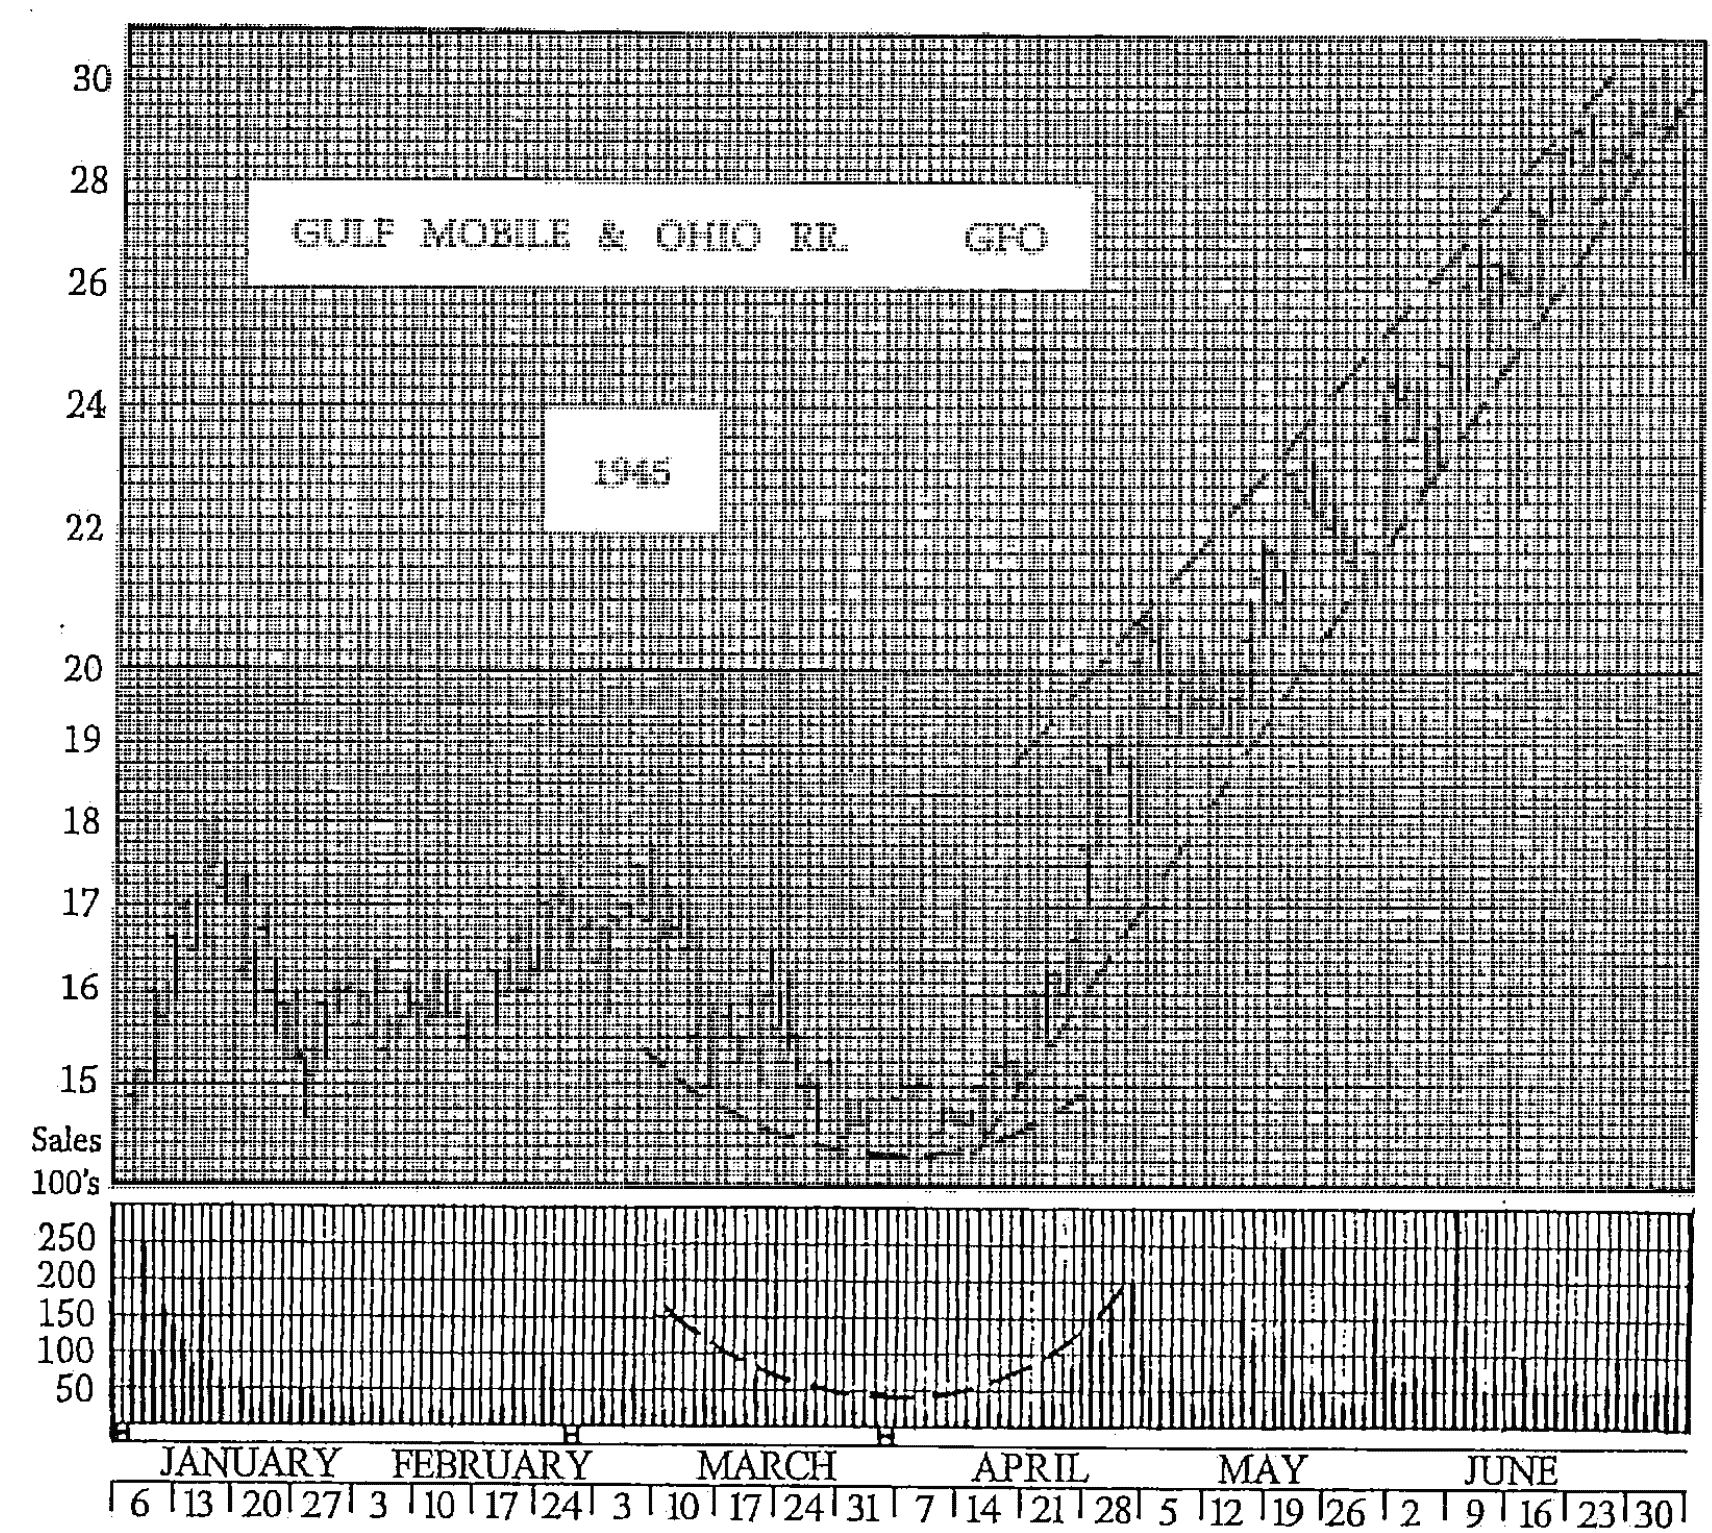 30
28
GULF MOBILE & OHIO RR. GFO
26
24
1945
22
20
19
18
17
16
15
Sales
100's
250
200
150
100
50
H H H
JANUARY FEBRUARY MARCH APRIL MAY JUNE
6 13 20 27 3 10 17 24 3 10 17 24 31 7 14 21 28 5 12 19 26 2 9 16 23 30